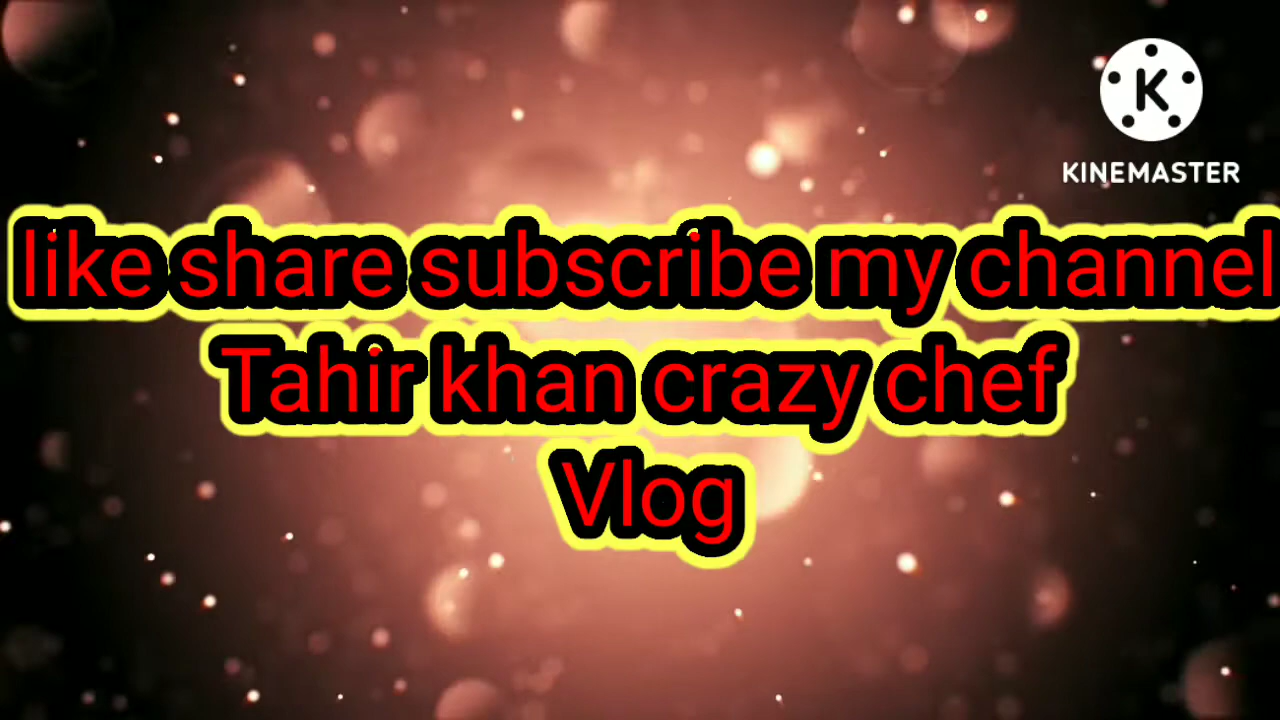 K
KINEMASTER
like share subscribe my channel
Tahir khan crazy chef
Vlog